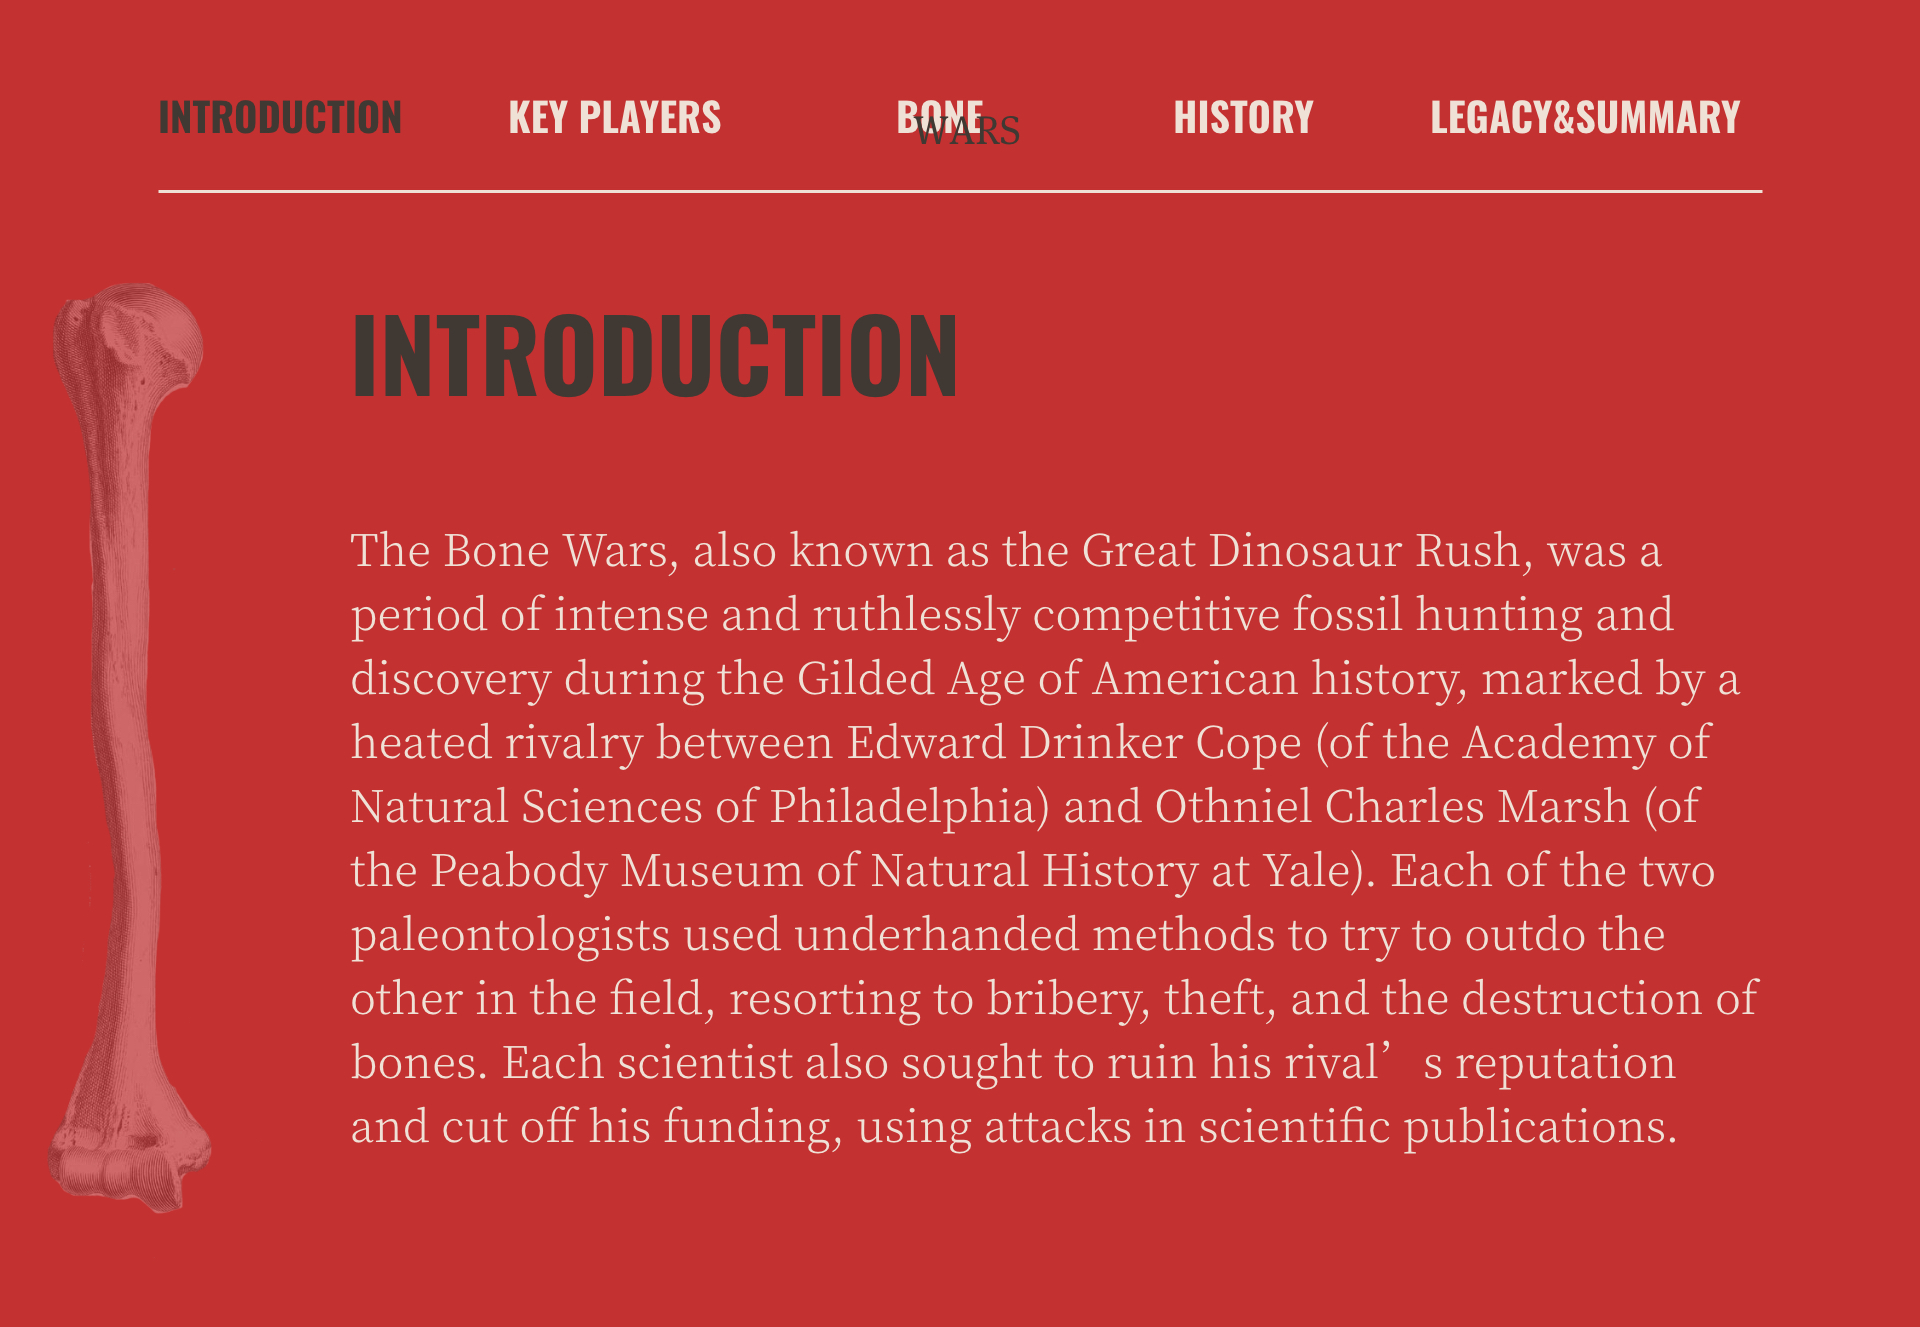 INTRODUCTION KEY PLAYERS BONE WARS HISTORY LEGACY&SUMMARY
INTRODUCTION
The Bone Wars, also known as the Great Dinosaur Rush, was a
period of intense and ruthlessly competitive fossil hunting and
discovery during the Gilded Age of American history, marked by a
heated rivalry between Edward Drinker Cope (of the Academy of
Natural Sciences of Philadelphia) and Othniel Charles Marsh (of
the Peabody Museum of Natural History at Yale). Each of the two
paleontologists used underhanded methods to try to outdo the
other in the field, resorting to bribery, theft, and the destruction of
bones. Each scientist also sought to ruin his rival’s reputation
and cut off his funding, using attacks in scientific publications.